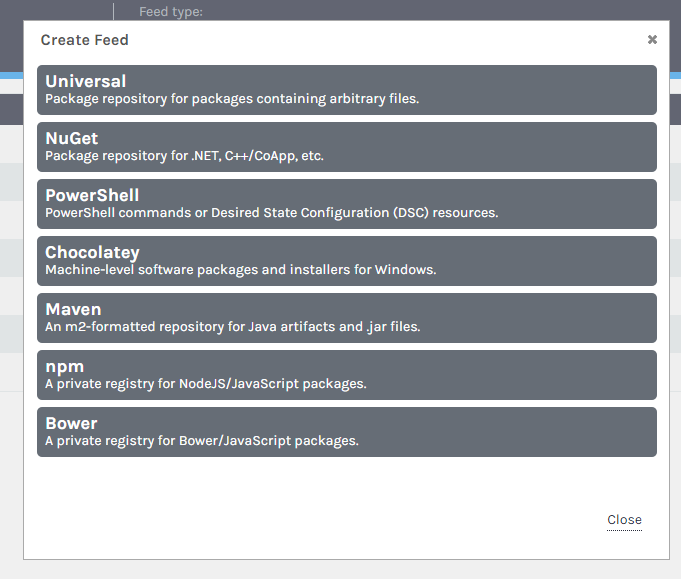 Feed type:
Create Feed
Universal
Package repository for packages containing arbitrary files.
NuGet
Package repository for .NET, C++/CoApp, etc.
PowerShell
PowerShell commands or Desired State Configuration (DSC) resources.
Chocolatey
Machine-level software packages and installers for Windows.
Maven
An m2-formatted repository for Java artifacts and .jar files.
npm
A private registry for NodeJS/JavaScript packages.
Bower
A private registry for Bower/JavaScript packages.
Close